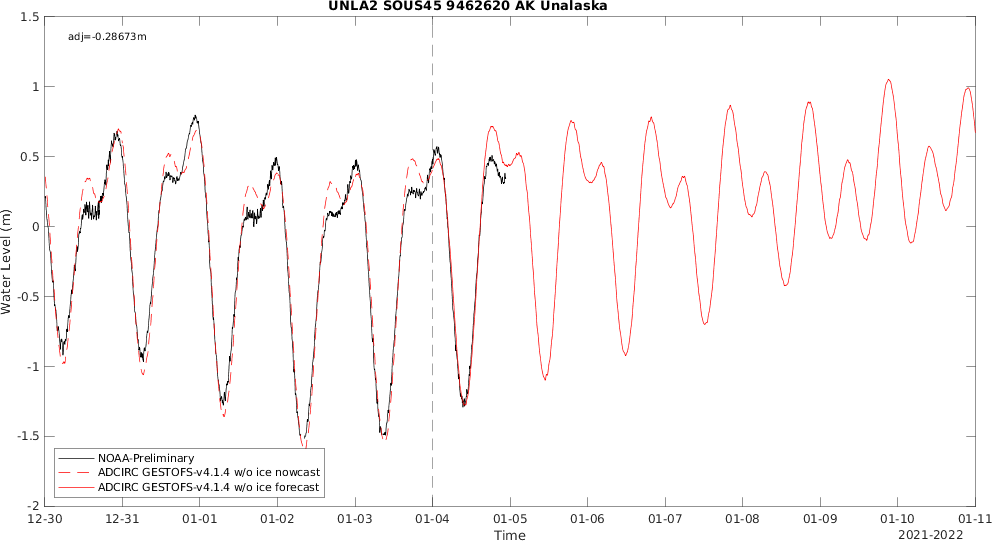 UNLA2 SOUS45 9462620 AK Unalaska
adj=-0.28673m
1.5
1
0.5
0
-0.5
-1
-1.5
-2
Water Level (m)
NOAA-Preliminary
ADCIRC GESTOFS-v4.1.4 w/o ice nowcast
ADCIRC GESTOFS-v4.1.4 w/o ice forecast
12-30 12-31 01-01 01-02 01-03 01-04 01-05 01-06 01-07 01-08 01-09 01-10 01-11
Time
2021-2022